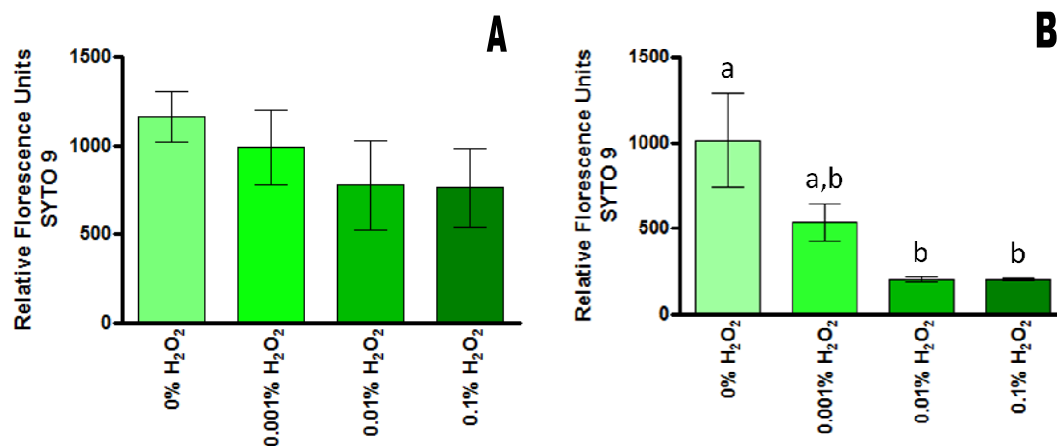 A
Relative Florescence Units
SYTO 9
1500
1000
500
0
0% H₂O₂
0.001% H₂O₂
0.01% H₂O₂
0.1% H₂O₂
B
Relative Florescence Units
SYTO 9
1500
1000
500
0
a
a,b
b
b
0% H₂O₂
0.001% H₂O₂
0.01% H₂O₂
0.1% H₂O₂